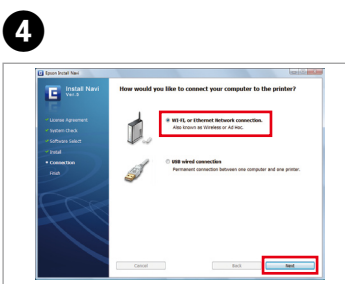 4
Epson Install Navi
Install Navi
Ver.3
How would you like to connect your computer to the printer?
License Agreement
System Check
Software Select
Install
Connection
Finish
Wi-Fi, or Ethernet Network connection.
Also known as Wireless or Ad Hoc.
USB wired connection
Permanent connection between one computer and one printer.
Cancel
Back
Next